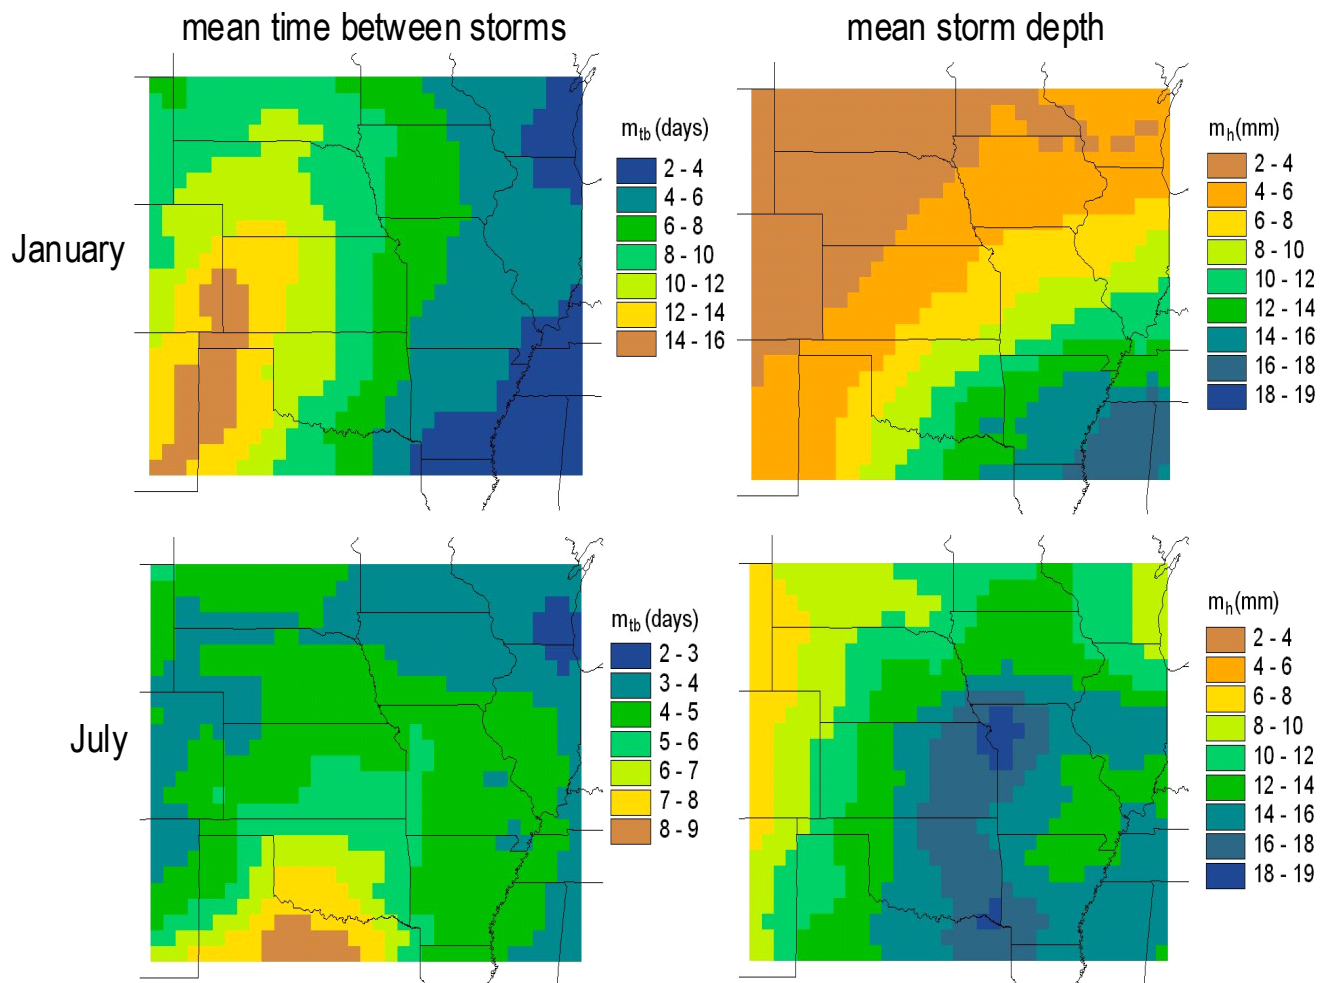 mean time between storms
mean storm depth
January
m_tb (days)
2 - 4
4 - 6
6 - 8
8 - 10
10 - 12
12 - 14
14 - 16
m_h (mm)
2 - 4
4 - 6
6 - 8
8 - 10
10 - 12
12 - 14
14 - 16
16 - 18
18 - 19
July
m_tb (days)
2 - 3
3 - 4
4 - 5
5 - 6
6 - 7
7 - 8
8 - 9
m_h (mm)
2 - 4
4 - 6
6 - 8
8 - 10
10 - 12
12 - 14
14 - 16
16 - 18
18 - 19